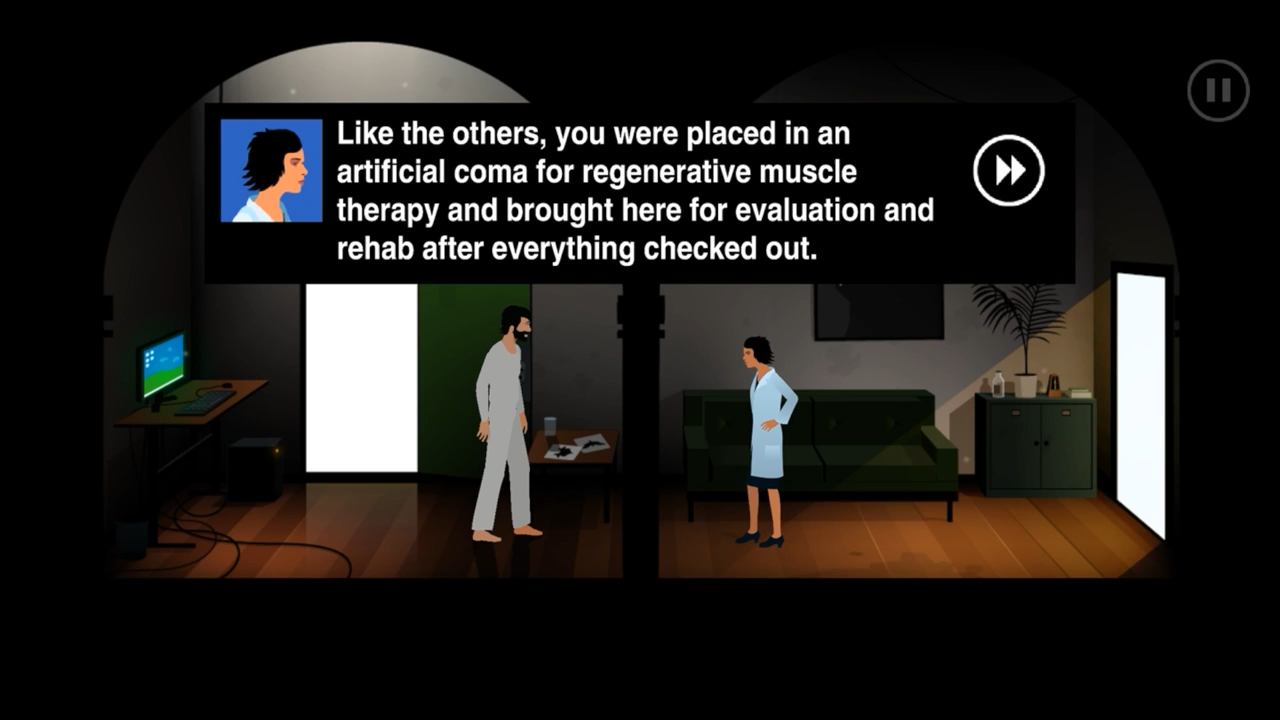 Like the others, you were placed in an
artificial coma for regenerative muscle
therapy and brought here for evaluation and
rehab after everything checked out.